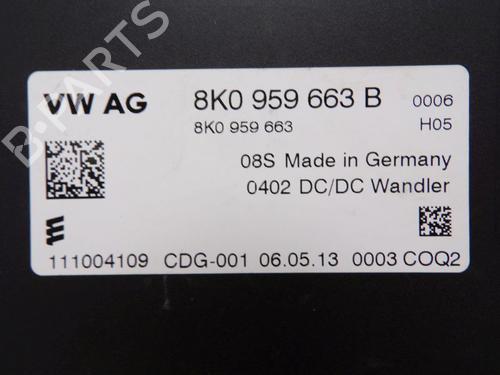 B-PARTS
VW AG 8K0 959 663 B 0006
8K0 959 663 H05
08S Made in Germany
0402 DC/DC Wandler
111004109 CDG-001 06.05.13 0003 COQ2